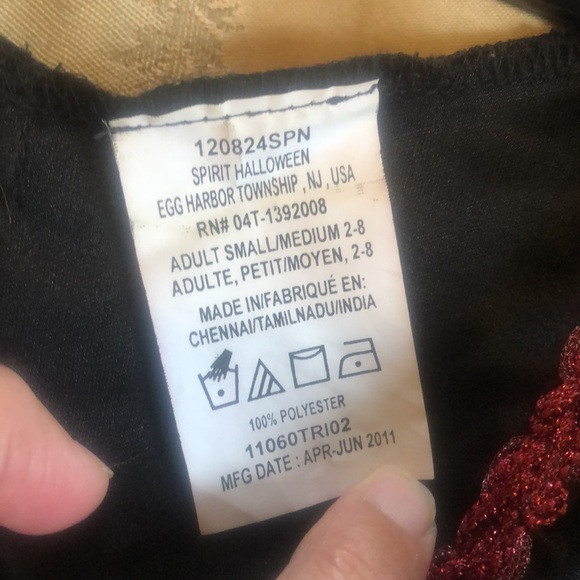 120824SPN
SPIRIT HALLOWEEN
EGG HARBOR TOWNSHIP , NJ , USA
RN# 04T-1392008
ADULT SMALL/MEDIUM 2-8
ADULTE, PETIT/MOYEN, 2-8
MADE IN/FABRIQUÉ EN:
CHENNAI/TAMILNADU/INDIA
100% POLYESTER
11060TRI02
MFG DATE : APR-JUN 2011